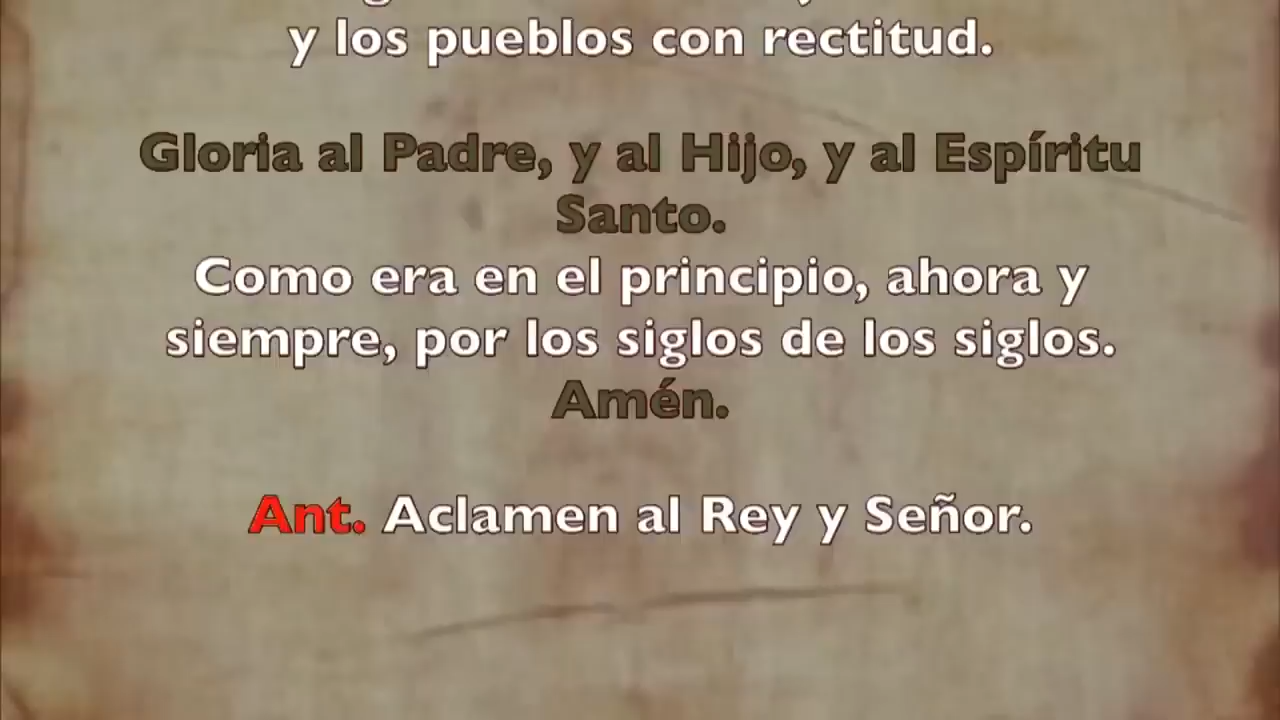 y los pueblos con rectitud.
Gloria al Padre, y al Hijo, y al Espíritu
Santo.
Como era en el principio, ahora y
siempre, por los siglos de los siglos.
Amén.
Ant. Aclamen al Rey y Señor.